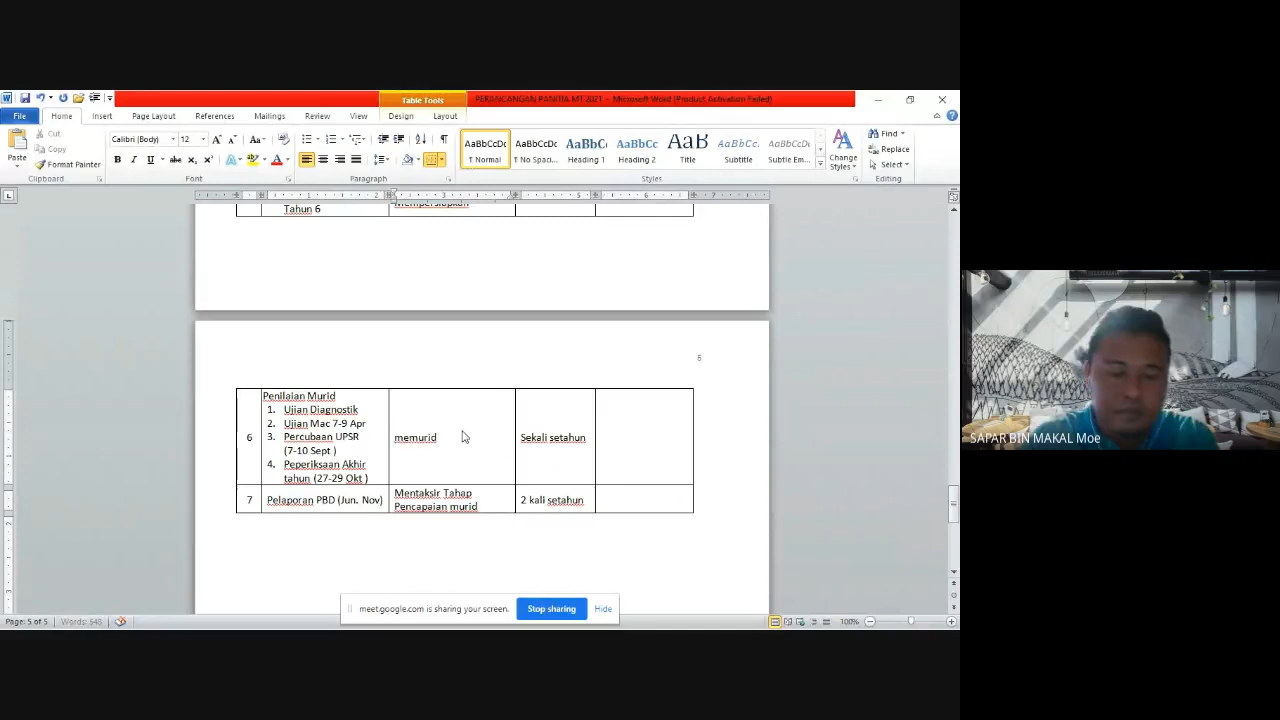 Table Tools
PERANCANGAN PANITIA MT 2021 - Microsoft Word (Product Activation Failed)
File Home Insert Page Layout References Mailings Review View Design Layout
Paste
Cut
Copy
Format Painter
Calibri (Body) 12
AaBbCcDc AaBbCcDc AaBbC AaBbCc AaB AaBbCc. AaBbCcDc
¶ Normal ¶ No Spac... Heading 1 Heading 2 Title Subtitle Subtle Em...
Change
Styles
Find
Replace
Select
Clipboard Font Paragraph Styles Editing
Tahun 6
Mempersiapkan
6 Penilaian Murid
1. Ujian Diagnostik
2. Ujian Mac 7-9 Apr
3. Percubaan UPSR
(7-10 Sept )
4. Peperiksaan Akhir
tahun (27-29 Okt )
memurid
Sekali setahun
7 Pelaporan PBD (Jun. Nov)
Mentaksir Tahap
Pencapaian murid
2 kali setahun
meet.google.com is sharing your screen. Stop sharing Hide
Page: 5 of 5 Words: 548 100%
SAPAR BIN MAKAL Moe